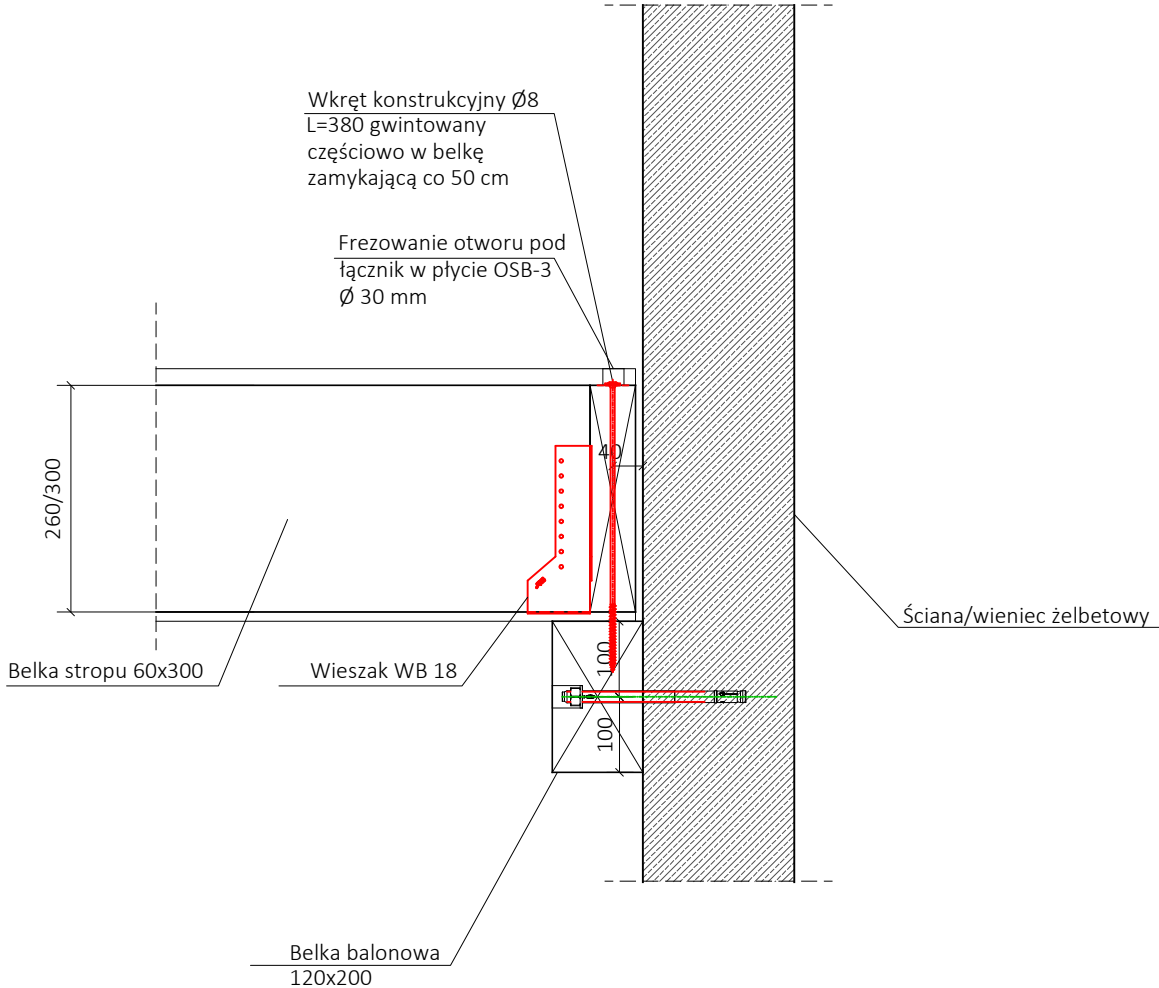 Wkręt konstrukcyjny Ø8
L=380 gwintowany
częściowo w belkę
zamykającą co 50 cm
Frezowanie otworu pod
łącznik w płycie OSB-3
Ø 30 mm
40
260/300
Ściana/wieniec żelbetowy
Belka stropu 60x300
Wieszak WB 18
100
100
Belka balonowa
120x200